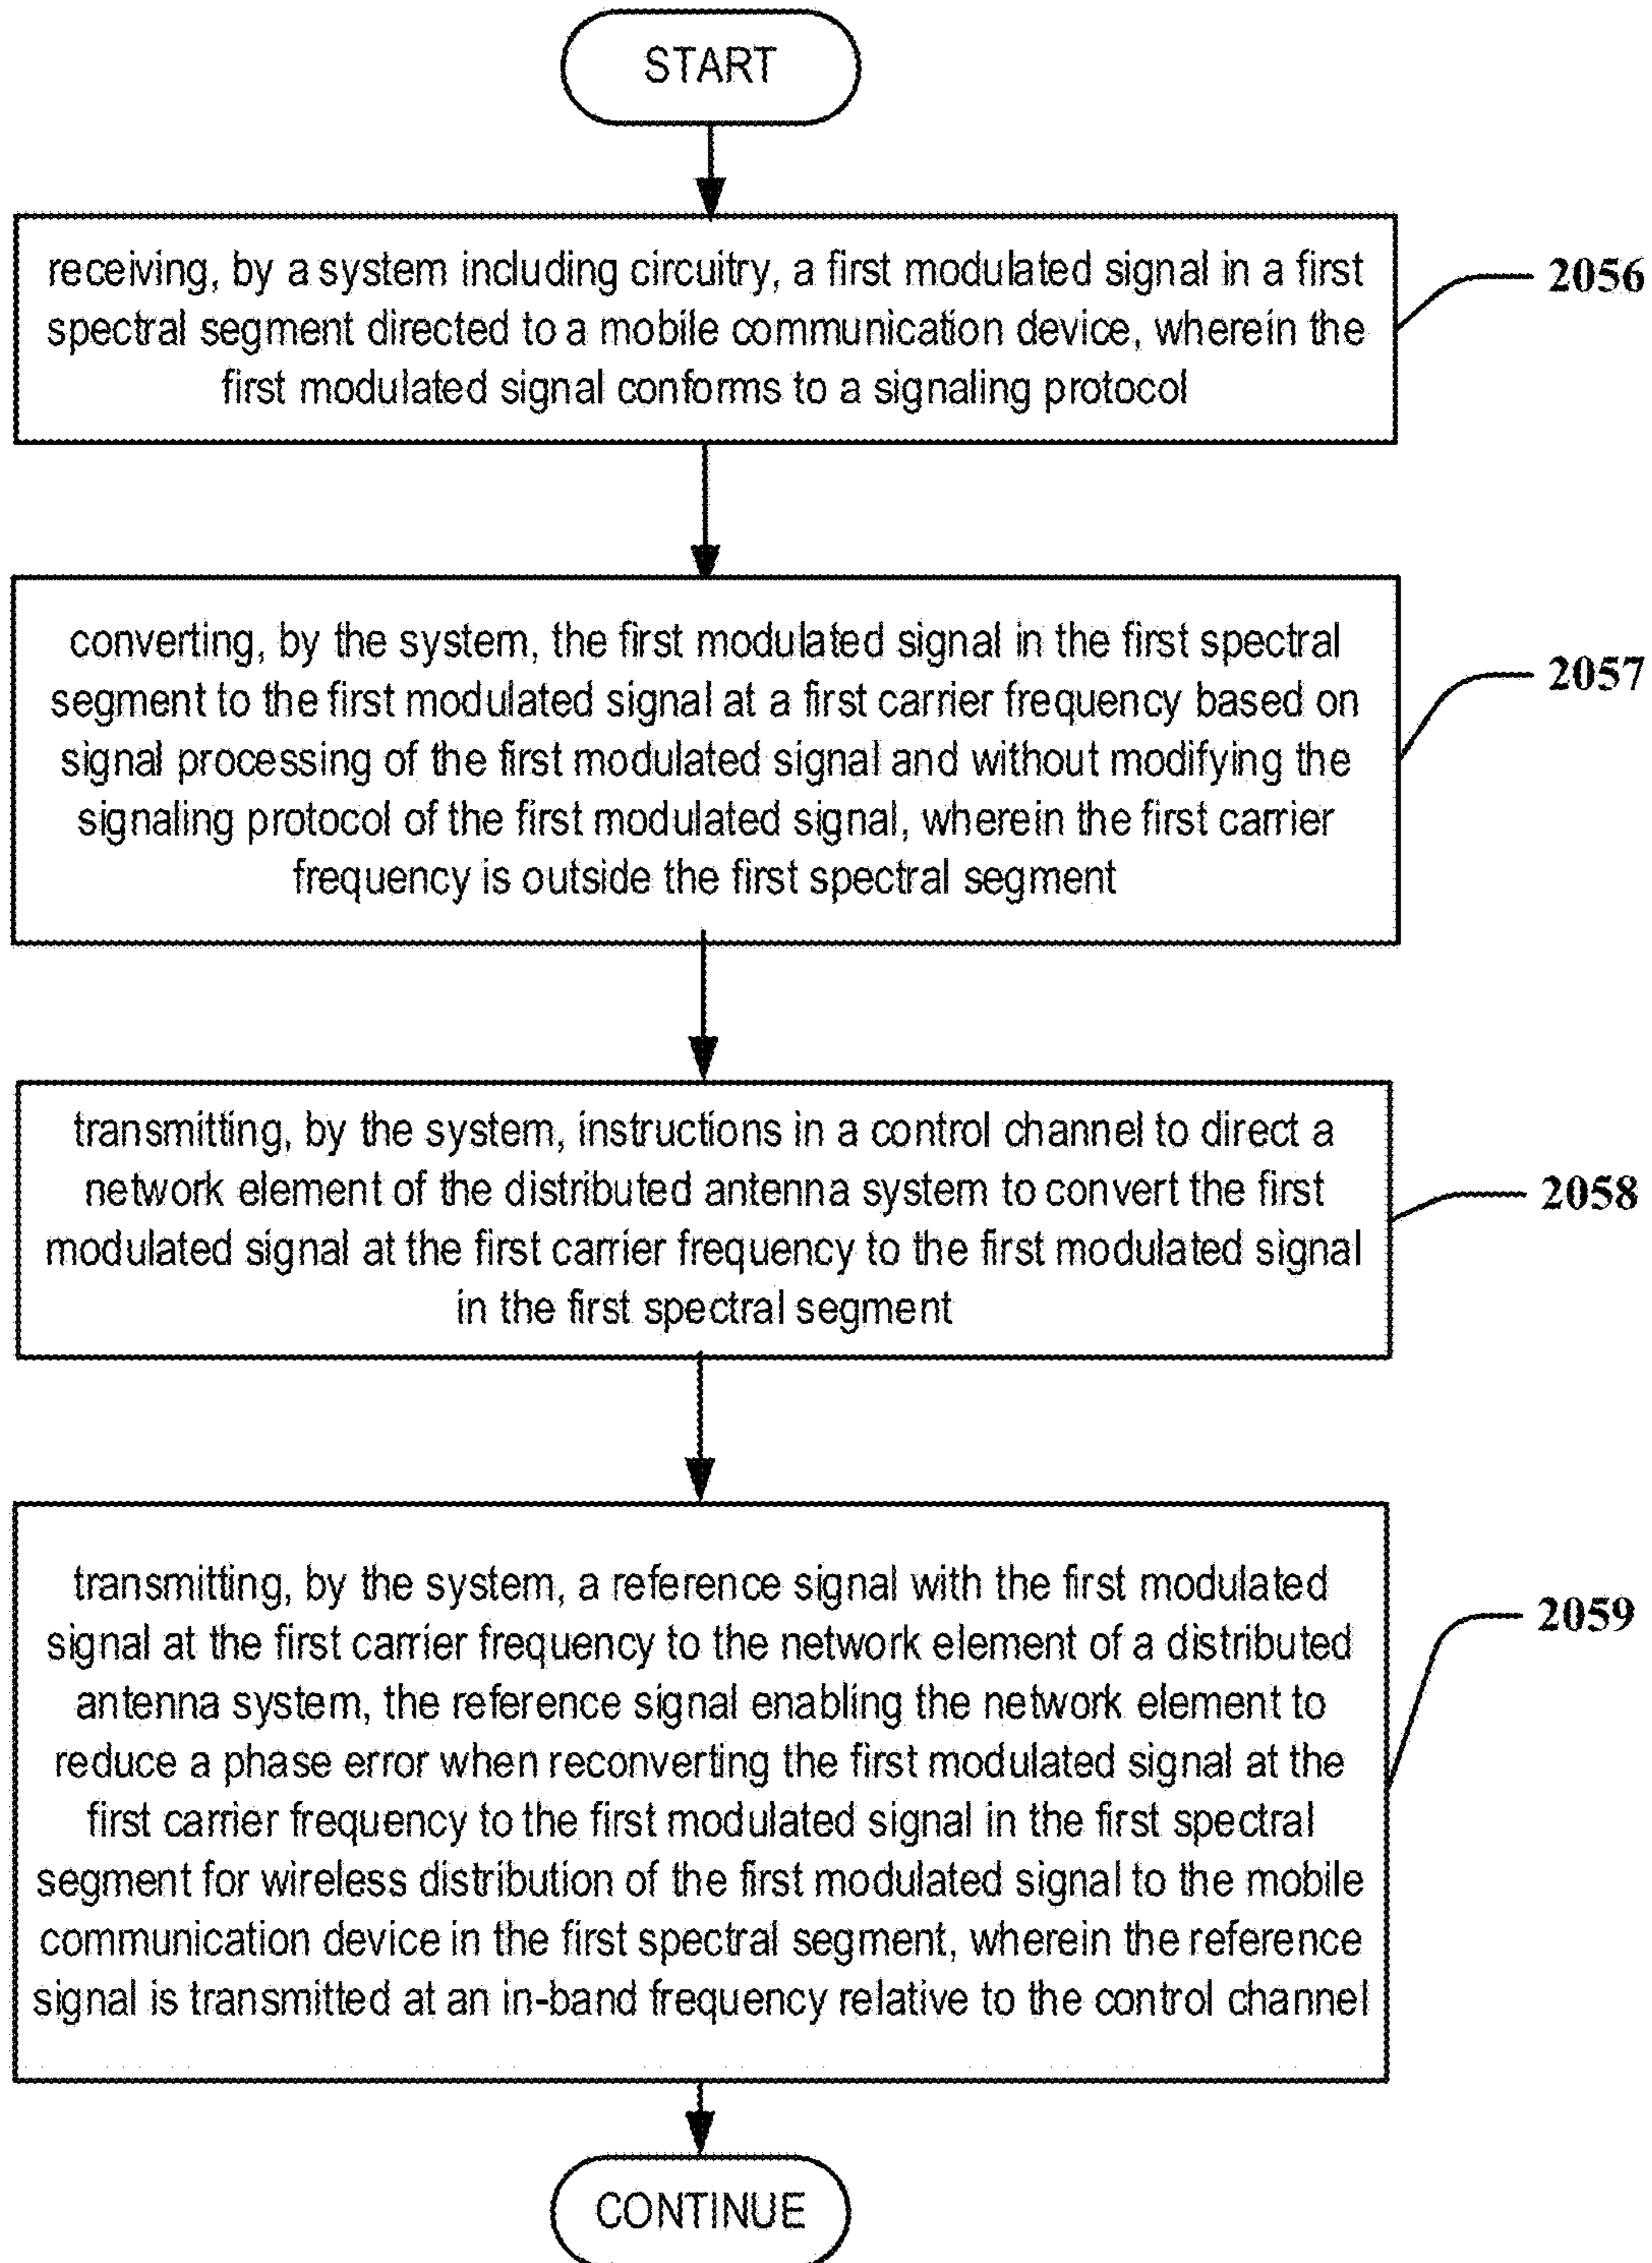 START
receiving, by a system including circuitry, a first modulated signal in a first
spectral segment directed to a mobile communication device, wherein the
first modulated signal conforms to a signaling protocol
2056
converting, by the system, the first modulated signal in the first spectral
segment to the first modulated signal at a first carrier frequency based on
signal processing of the first modulated signal and without modifying the
signaling protocol of the first modulated signal, wherein the first carrier
frequency is outside the first spectral segment
2057
transmitting, by the system, instructions in a control channel to direct a
network element of the distributed antenna system to convert the first
modulated signal at the first carrier frequency to the first modulated signal
in the first spectral segment
2058
transmitting, by the system, a reference signal with the first modulated
signal at the first carrier frequency to the network element of a distributed
antenna system, the reference signal enabling the network element to
reduce a phase error when reconverting the first modulated signal at the
first carrier frequency to the first modulated signal in the first spectral
segment for wireless distribution of the first modulated signal to the mobile
communication device in the first spectral segment, wherein the reference
signal is transmitted at an in-band frequency relative to the control channel
2059
CONTINUE